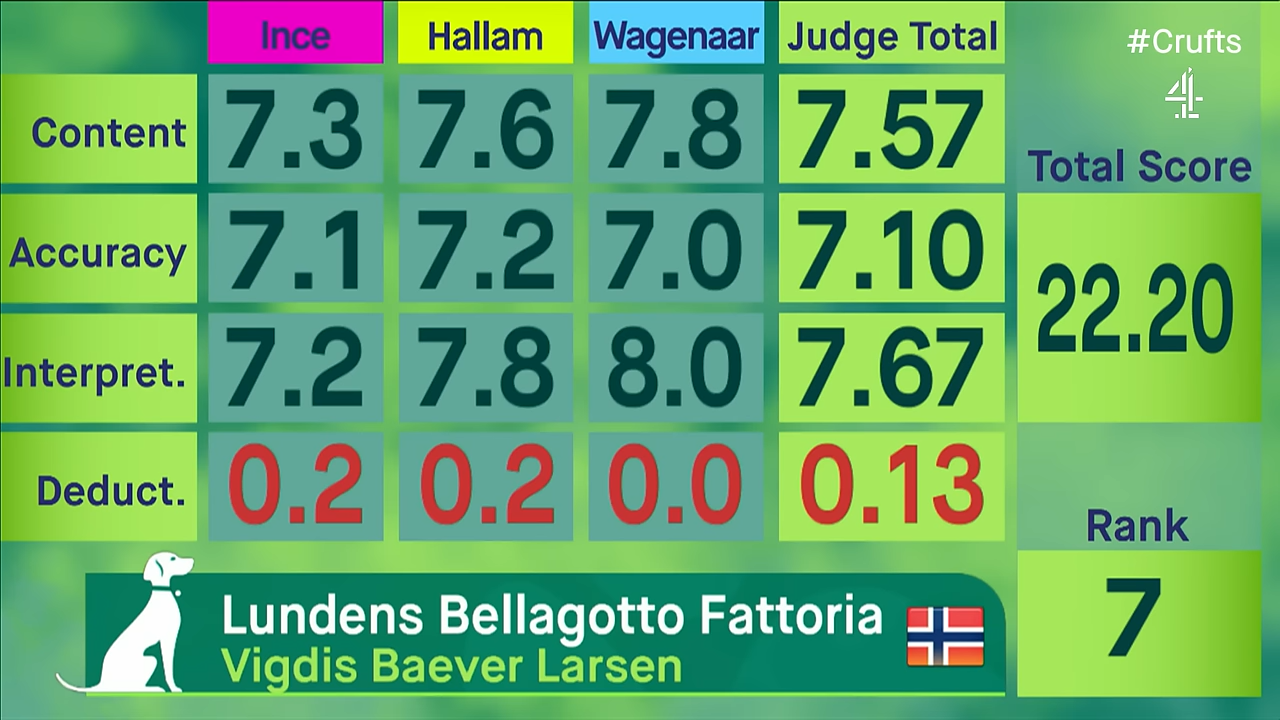 Ince Hallam Wagenaar Judge Total
#Crufts
4
Content 7.3 7.6 7.8 7.57
Total Score
Accuracy 7.1 7.2 7.0 7.10
22.20
Interpret. 7.2 7.8 8.0 7.67
Deduct. 0.2 0.2 0.0 0.13
Rank
7
Lundens Bellagotto Fattoria
Vigdis Baever Larsen